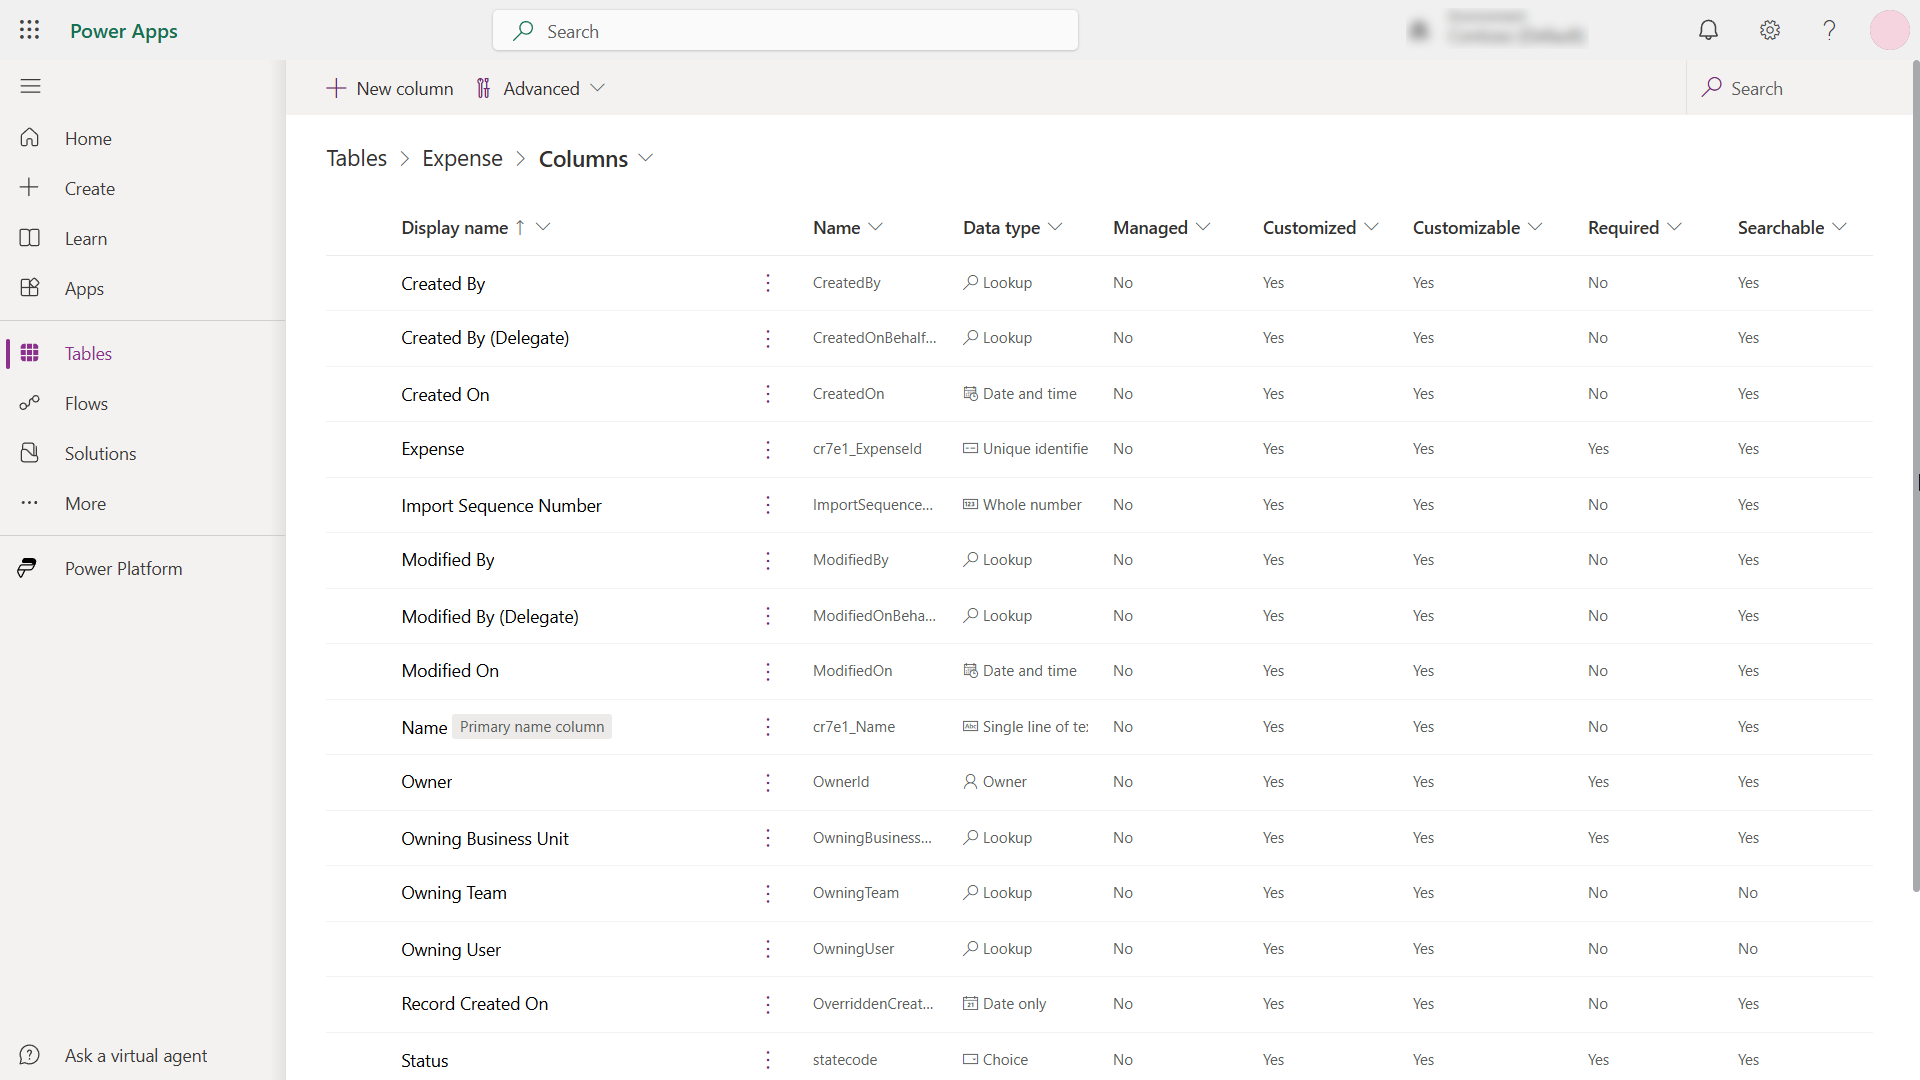 Power Apps
Search
Home
Create
Learn
Apps
Tables
Flows
Solutions
More
Power Platform
Ask a virtual agent
New column Advanced Search
Tables Expense Columns
Display name Name Data type Managed Customized Customizable Required Searchable
Created By CreatedBy Lookup No Yes Yes No Yes
Created By (Delegate) CreatedOnBehalf... Lookup No Yes Yes No Yes
Created On CreatedOn Date and time No Yes Yes No Yes
Expense cr7e1_ExpenseId Unique identifie No Yes Yes Yes Yes
Import Sequence Number ImportSequence... Whole number No Yes Yes No Yes
Modified By ModifiedBy Lookup No Yes Yes No Yes
Modified By (Delegate) ModifiedOnBeha... Lookup No Yes Yes No Yes
Modified On ModifiedOn Date and time No Yes Yes No Yes
Name Primary name column cr7e1_Name Abc Single line of te No Yes Yes No Yes
Owner OwnerId Owner No Yes Yes Yes Yes
Owning Business Unit OwningBusiness... Lookup No Yes Yes Yes Yes
Owning Team OwningTeam Lookup No Yes Yes No No
Owning User OwningUser Lookup No Yes Yes No No
Record Created On OverriddenCreat... Date only No Yes Yes No Yes
Status statecode Choice No Yes Yes Yes Yes